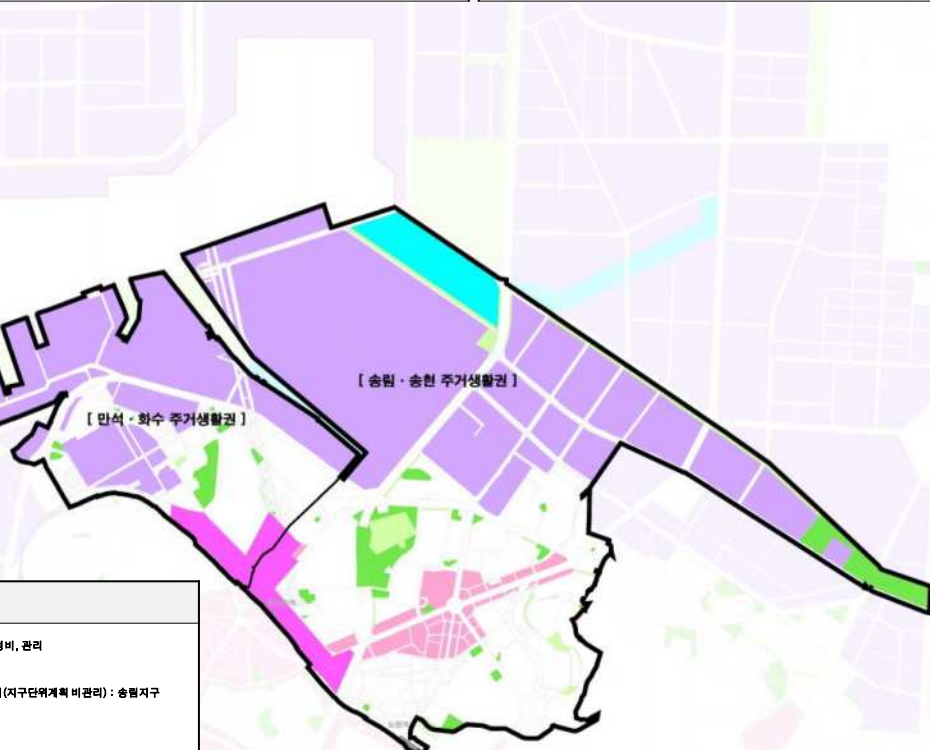 [ 송림 · 송현 주거생활권 ]
[ 만석 · 화수 주거생활권 ]
정비, 관리
(지구단위계획 비관리) : 송림지구